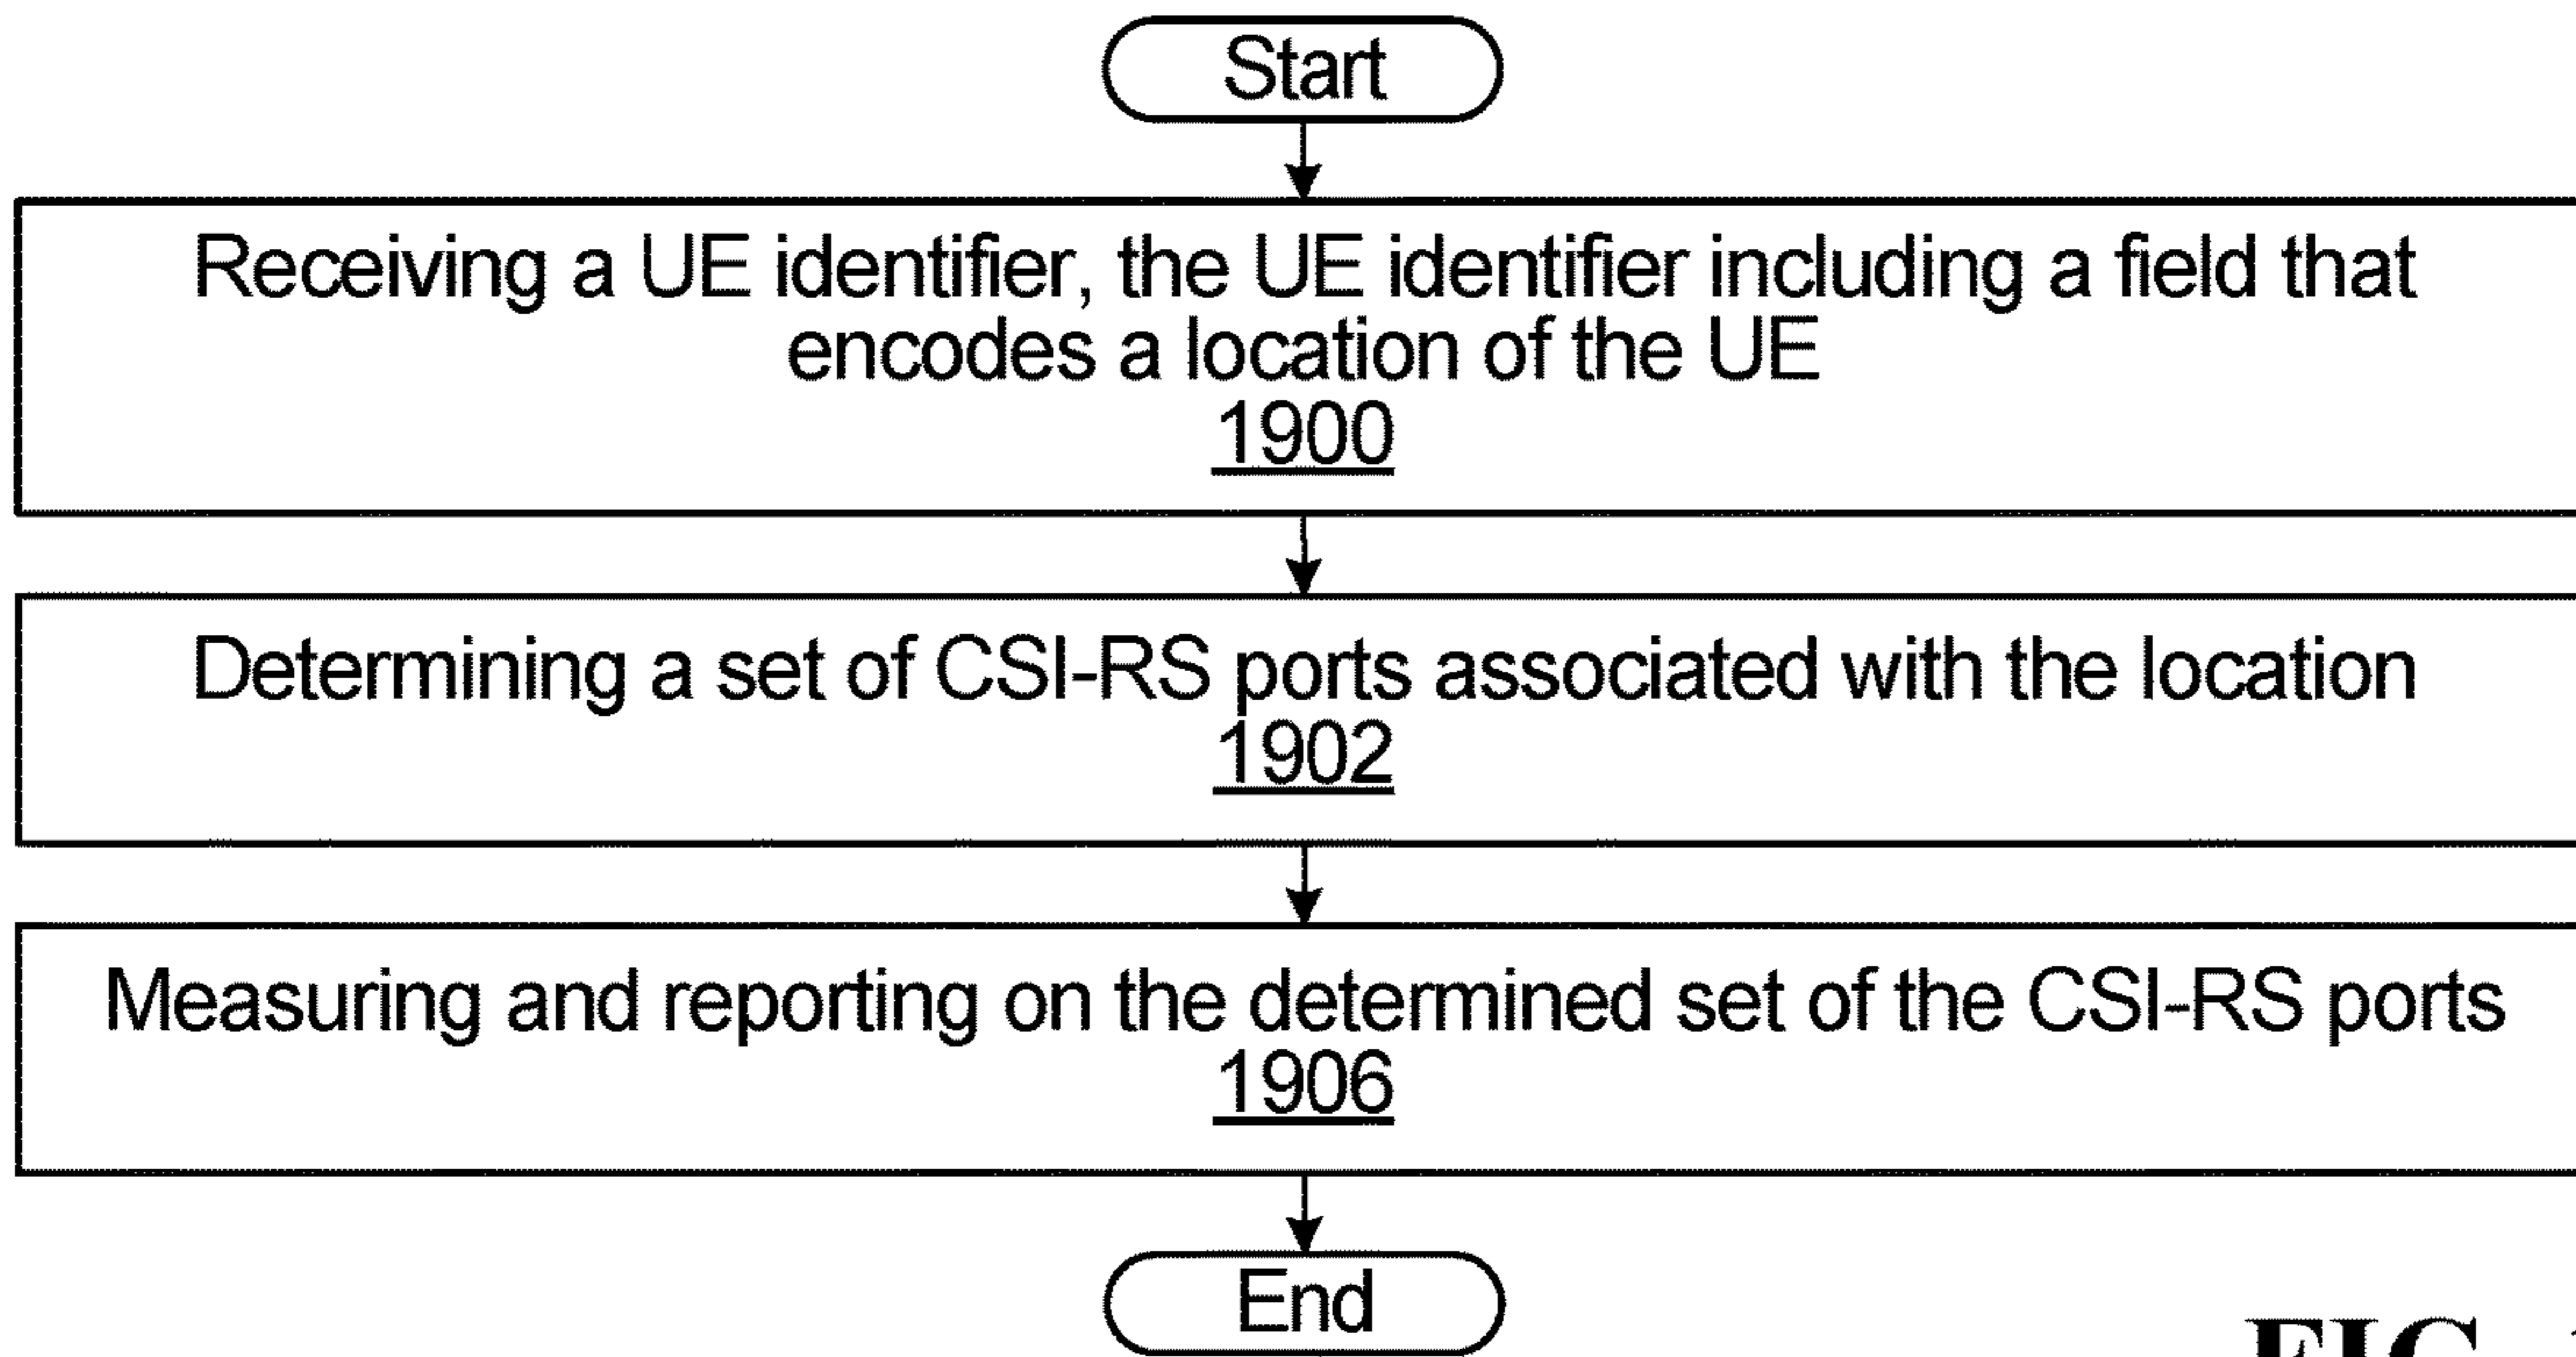 Start
Receiving a UE identifier, the UE identifier including a field that
encodes a location of the UE
1900
Determining a set of CSI-RS ports associated with the location
1902
Measuring and reporting on the determined set of the CSI-RS ports
1906
End
FIG.